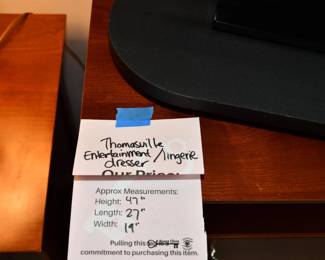 Thomasville
Entertainment/lingerie
dresser
Our Price:
Approx Measurements:
Height: 47"
Length: 27"
Width: 19"
Pulling this
commitment to purchasing this item.